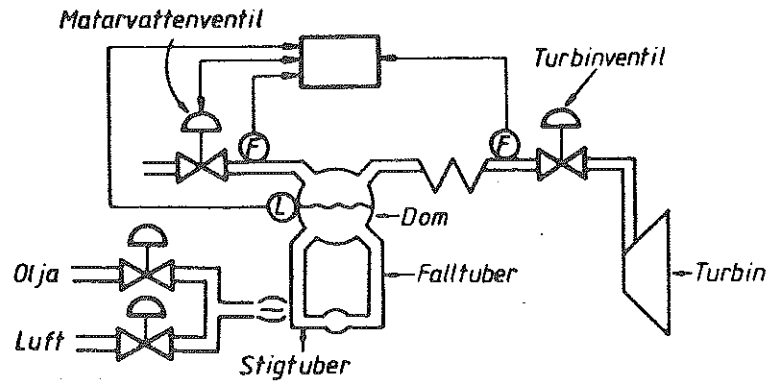 Matarvattenventil
Turbinventil
F
F
L
Dom
Olja
Falltuber
Turbin
Luft
Stigtuber